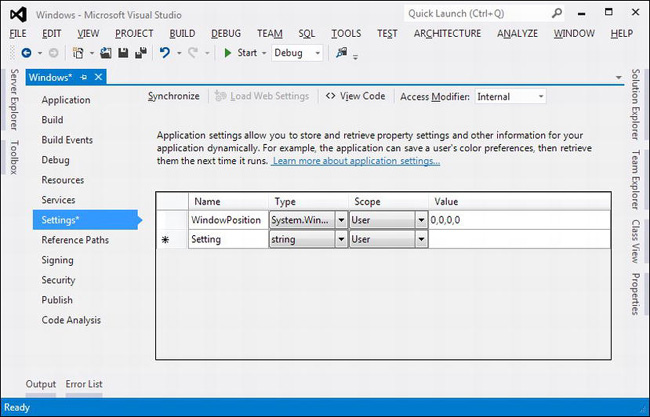 Windows - Microsoft Visual Studio
Quick Launch (Ctrl+Q)
FILE EDIT VIEW PROJECT BUILD DEBUG TEAM SQL TOOLS TEST ARCHITECTURE ANALYZE WINDOW HELP
Start Debug
Server Explorer
Toolbox
Windows*
Application
Build
Build Events
Debug
Resources
Services
Settings*
Reference Paths
Signing
Security
Publish
Code Analysis
Synchronize Load Web Settings View Code Access Modifier: Internal
Application settings allow you to store and retrieve property settings and other information for your
application dynamically. For example, the application can save a user's color preferences, then retrieve
them the next time it runs. Learn more about application settings...
Name Type Scope Value
WindowPosition System.Win... User 0,0,0,0
Setting string User
Solution Explorer
Team Explorer
Class View
Properties
Output Error List
Ready